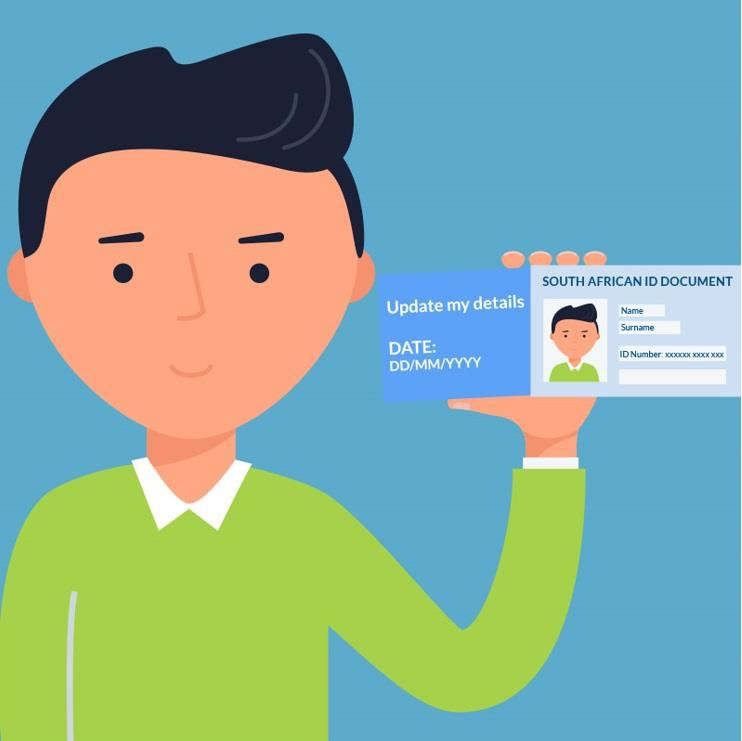 Update my details
DATE:
DD/MM/YYYY
SOUTH AFRICAN ID DOCUMENT
Name
Surname
ID Number: xxxxxx xxxx xxx